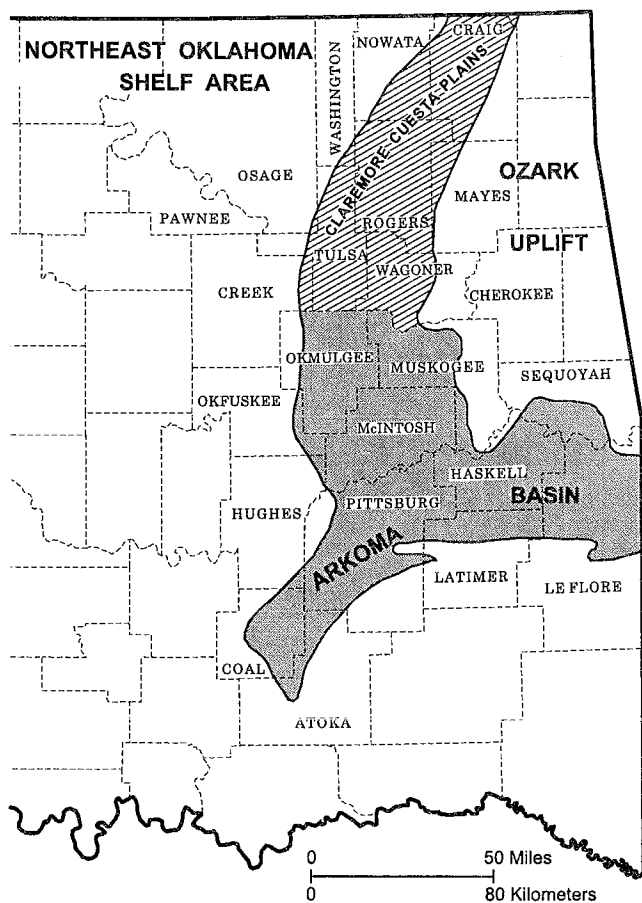 NORTHEAST OKLAHOMA
SHELF AREA
NOWATA
CRAIG
WASHINGTON
CLAREMORE CUESTA PLAINS
OSAGE
OZARK
UPLIFT
MAYES
PAWNEE
ROGERS
TULSA
WAGONER
CREEK
CHEROKEE
OKMULGEE
MUSKOGEE
SEQUOYAH
OKFUSKEE
McINTOSH
HASKELL
BASIN
PITTSBURG
HUGHES
ARKOMA
LATIMER
LE FLORE
COAL
ATOKA
0 50 Miles
0 80 Kilometers